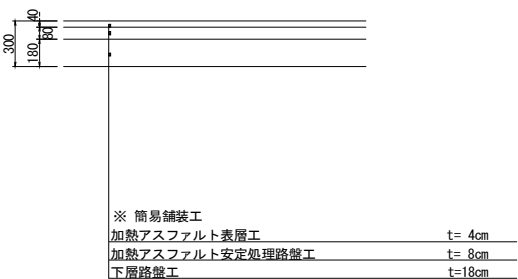 40
80
300
180
※ 簡易舗装工
加熱アスファルト表層工 t= 4cm
加熱アスファルト安定処理路盤工 t= 8cm
下層路盤工 t=18cm